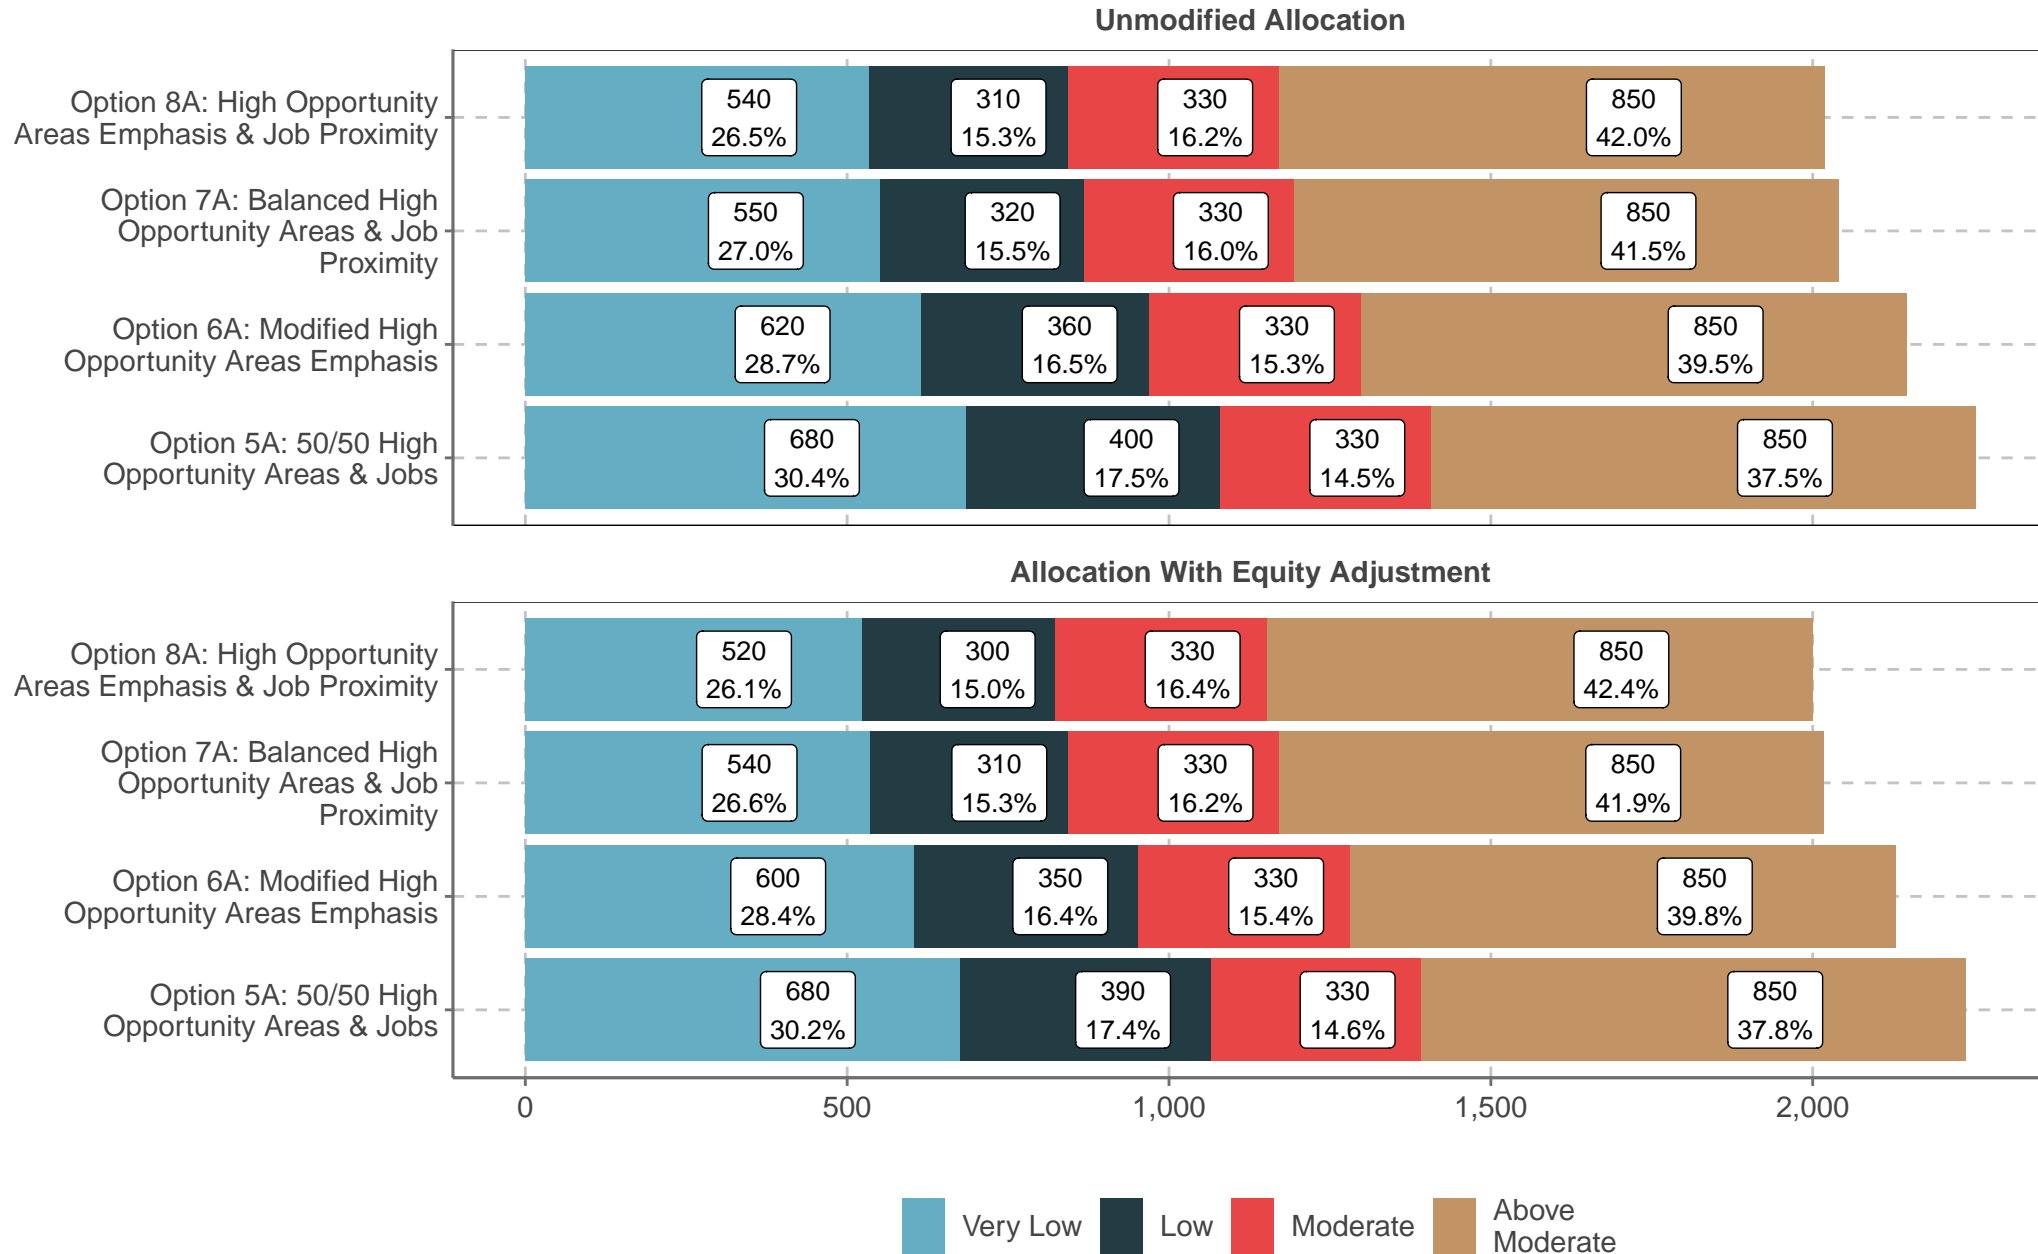 Unmodified Allocation
Option 8A: High Opportunity
Areas Emphasis & Job Proximity
540
26.5%
310
15.3%
330
16.2%
850
42.0%
Option 7A: Balanced High
Opportunity Areas & Job
Proximity
550
27.0%
320
15.5%
330
16.0%
850
41.5%
Option 6A: Modified High
Opportunity Areas Emphasis
620
28.7%
360
16.5%
330
15.3%
850
39.5%
Option 5A: 50/50 High
Opportunity Areas & Jobs
680
30.4%
400
17.5%
330
14.5%
850
37.5%
Allocation With Equity Adjustment
Option 8A: High Opportunity
Areas Emphasis & Job Proximity
520
26.1%
300
15.0%
330
16.4%
850
42.4%
Option 7A: Balanced High
Opportunity Areas & Job
Proximity
540
26.6%
310
15.3%
330
16.2%
850
41.9%
Option 6A: Modified High
Opportunity Areas Emphasis
600
28.4%
350
16.4%
330
15.4%
850
39.8%
Option 5A: 50/50 High
Opportunity Areas & Jobs
680
30.2%
390
17.4%
330
14.6%
850
37.8%
0 500 1,000 1,500 2,000
Very Low
Low
Moderate
Above
Moderate